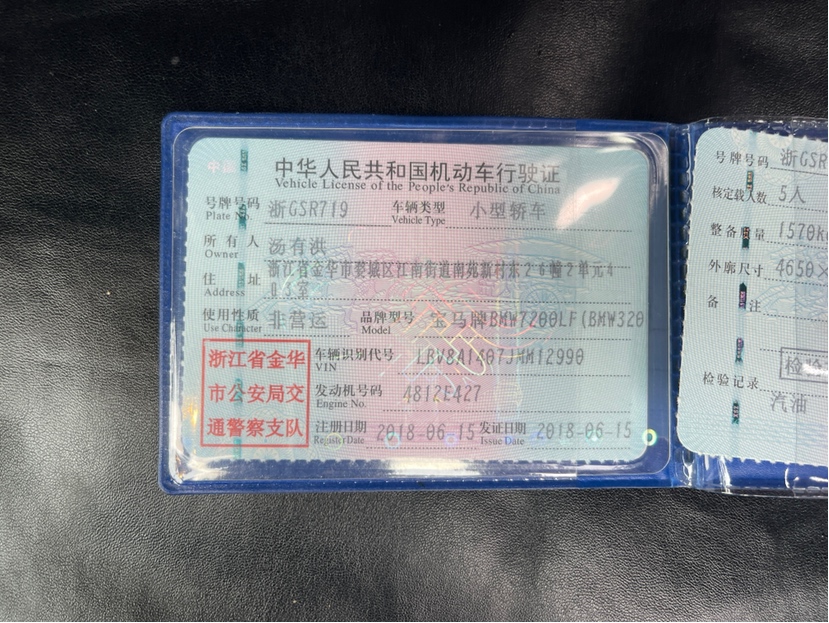 中国
中华人民共和国机动车行驶证
Vehicle License of the People's Republic of China
号牌号码 浙GSR719 车辆类型 小型轿车
Plate No. Vehicle Type
所有人 汤有洪
Owner
住址 浙江省金华市婺城区江南街道南苑新村东26幢2单元4
Address 03室
使用性质 非营运 品牌型号 宝马牌BMW7200LF(BMW320
Use Character Model
浙江省金华
市公安局交
通警察支队
车辆识别代号
VIN
发动机号码 4812E427
Engine No.
注册日期 2018-06-15 发证日期 2018-06-15
Register Date Issue Date
号牌号码 浙GSR
核定载人数 5人
整备质量 1570k
外廓尺寸 4650×
备注
检验记录
检验
汽油